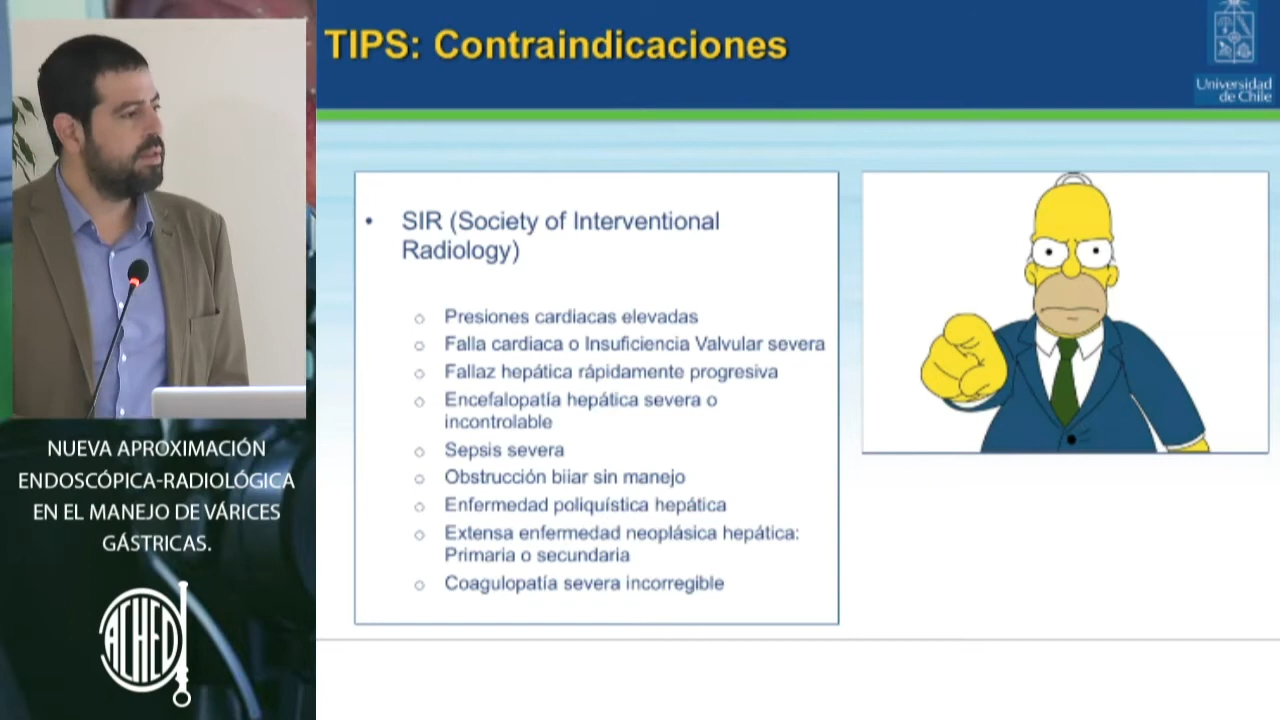 TIPS: Contraindicaciones
Universidad
de Chile
• SIR (Society of Interventional
Radiology)
○ Presiones cardiacas elevadas
○ Falla cardiaca o Insuficiencia Valvular severa
○ Fallaz hepática rápidamente progresiva
○ Encefalopatía hepática severa o
incontrolable
○ Sepsis severa
○ Obstrucción biiar sin manejo
○ Enfermedad poliquística hepática
○ Extensa enfermedad neoplásica hepática:
Primaria o secundaria
○ Coagulopatía severa incorregible
NUEVA APROXIMACIÓN
ENDOSCÓPICA-RADIOLÓGICA
EN EL MANEJO DE VÁRICES
GÁSTRICAS.
ACHED